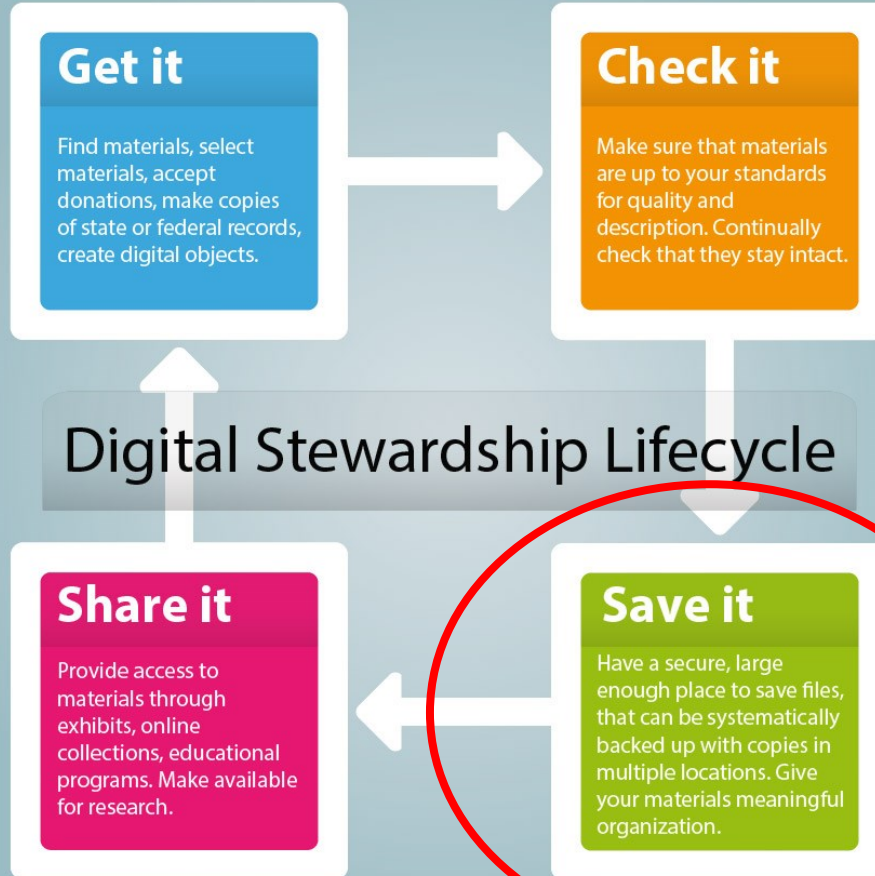 Get it
Find materials, select
materials, accept
donations, make copies
of state or federal records,
create digital objects.
Check it
Make sure that materials
are up to your standards
for quality and
description. Continually
check that they stay intact.
Digital Stewardship Lifecycle
Share it
Provide access to
materials through
exhibits, online
collections, educational
programs. Make available
for research.
Save it
Have a secure, large
enough place to save files,
that can be systematically
backed up with copies in
multiple locations. Give
your materials meaningful
organization.